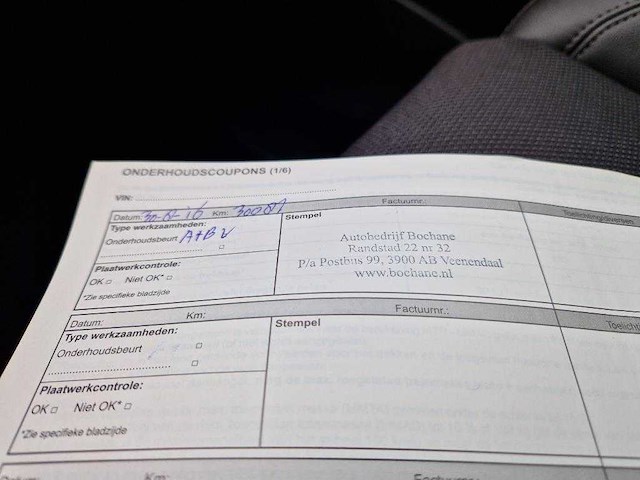 ONDERHOUDSCOUPONS (1/6)
VIN:
Datum: Km: Factuurnr.:
Type werkzaamheden: Stempel
Onderhoudsbeurt A+B V
Autobedrijf Bochane
Randstad 22 nr 32
P/a Postbus 99, 3900 AB Veenendaal
www.bochane.nl
Plaatwerkcontrole:
OK □ Niet OK* □
*Zie specifieke bladzijde
Datum: Km: Factuurnr.:
Type werkzaamheden: Stempel
Onderhoudsbeurt □
Plaatwerkcontrole:
OK □ Niet OK* □
*Zie specifieke bladzijde
Km: Factuurnr.: